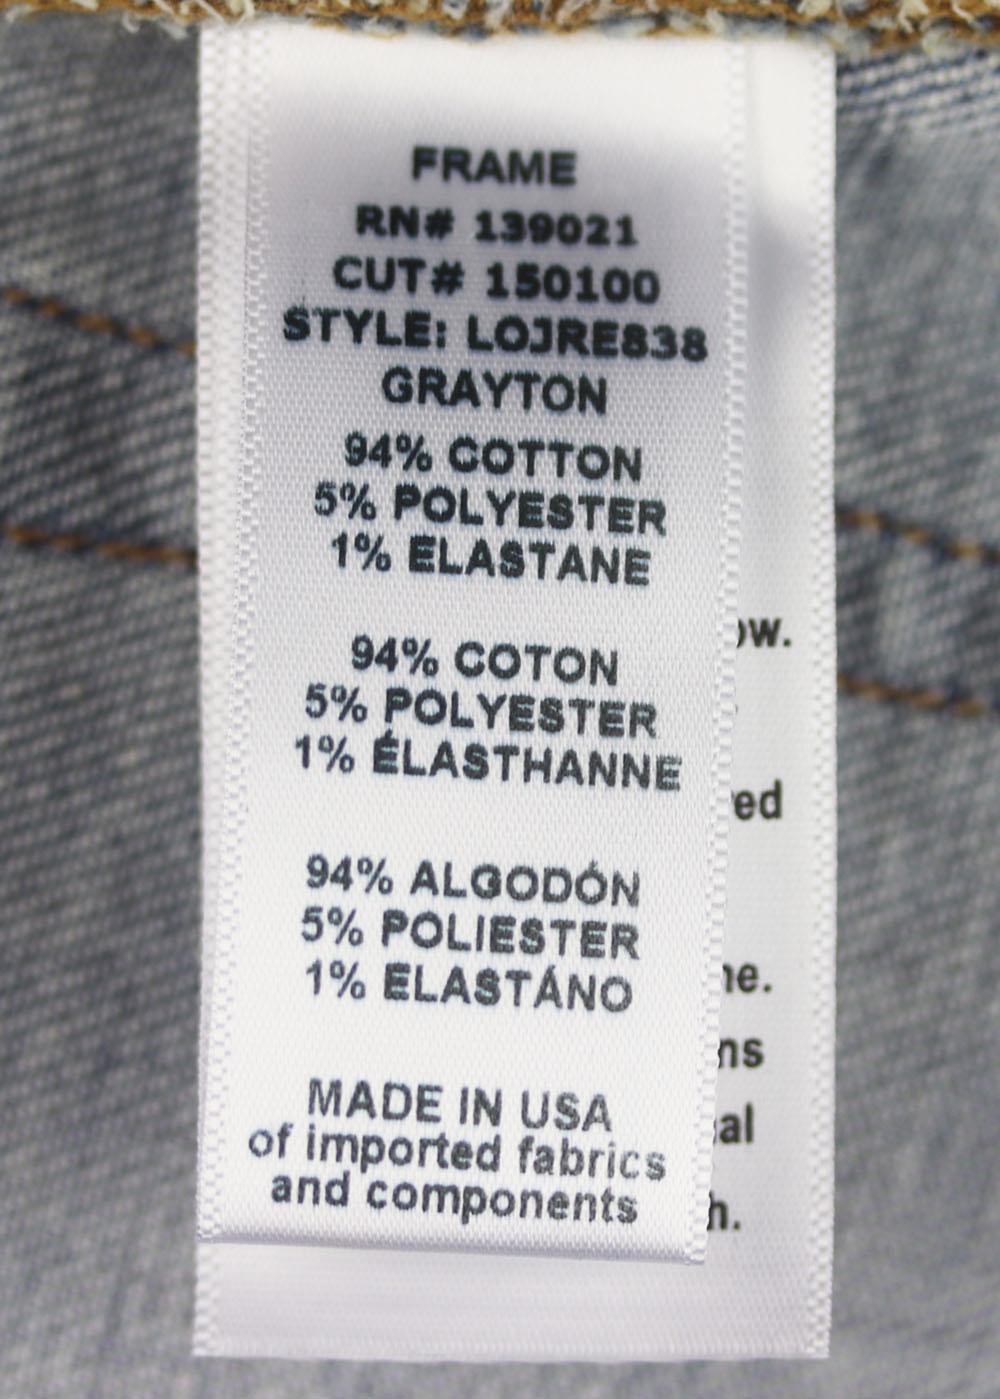 FRAME
RN# 139021
CUT# 150100
STYLE: LOJRE838
GRAYTON
94% COTTON
5% POLYESTER
1% ELASTANE
94% COTON
5% POLYESTER
1% ÉLASTHANNE
94% ALGODÓN
5% POLIESTER
1% ELASTÁNO
MADE IN USA
of imported fabrics
and components